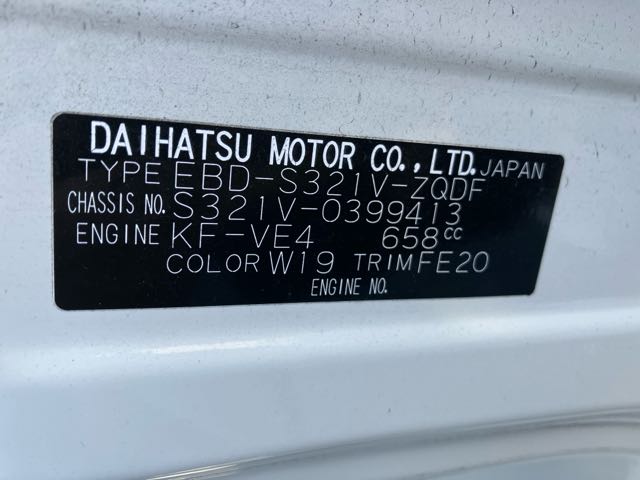 DAIHATSU MOTOR CO., LTD. JAPAN
TYPE EBD-S321V-ZQDF
CHASSIS NO. S321V-0399413
ENGINE KF-VE4 658cc
COLOR W19 TRIM FE20
ENGINE NO.